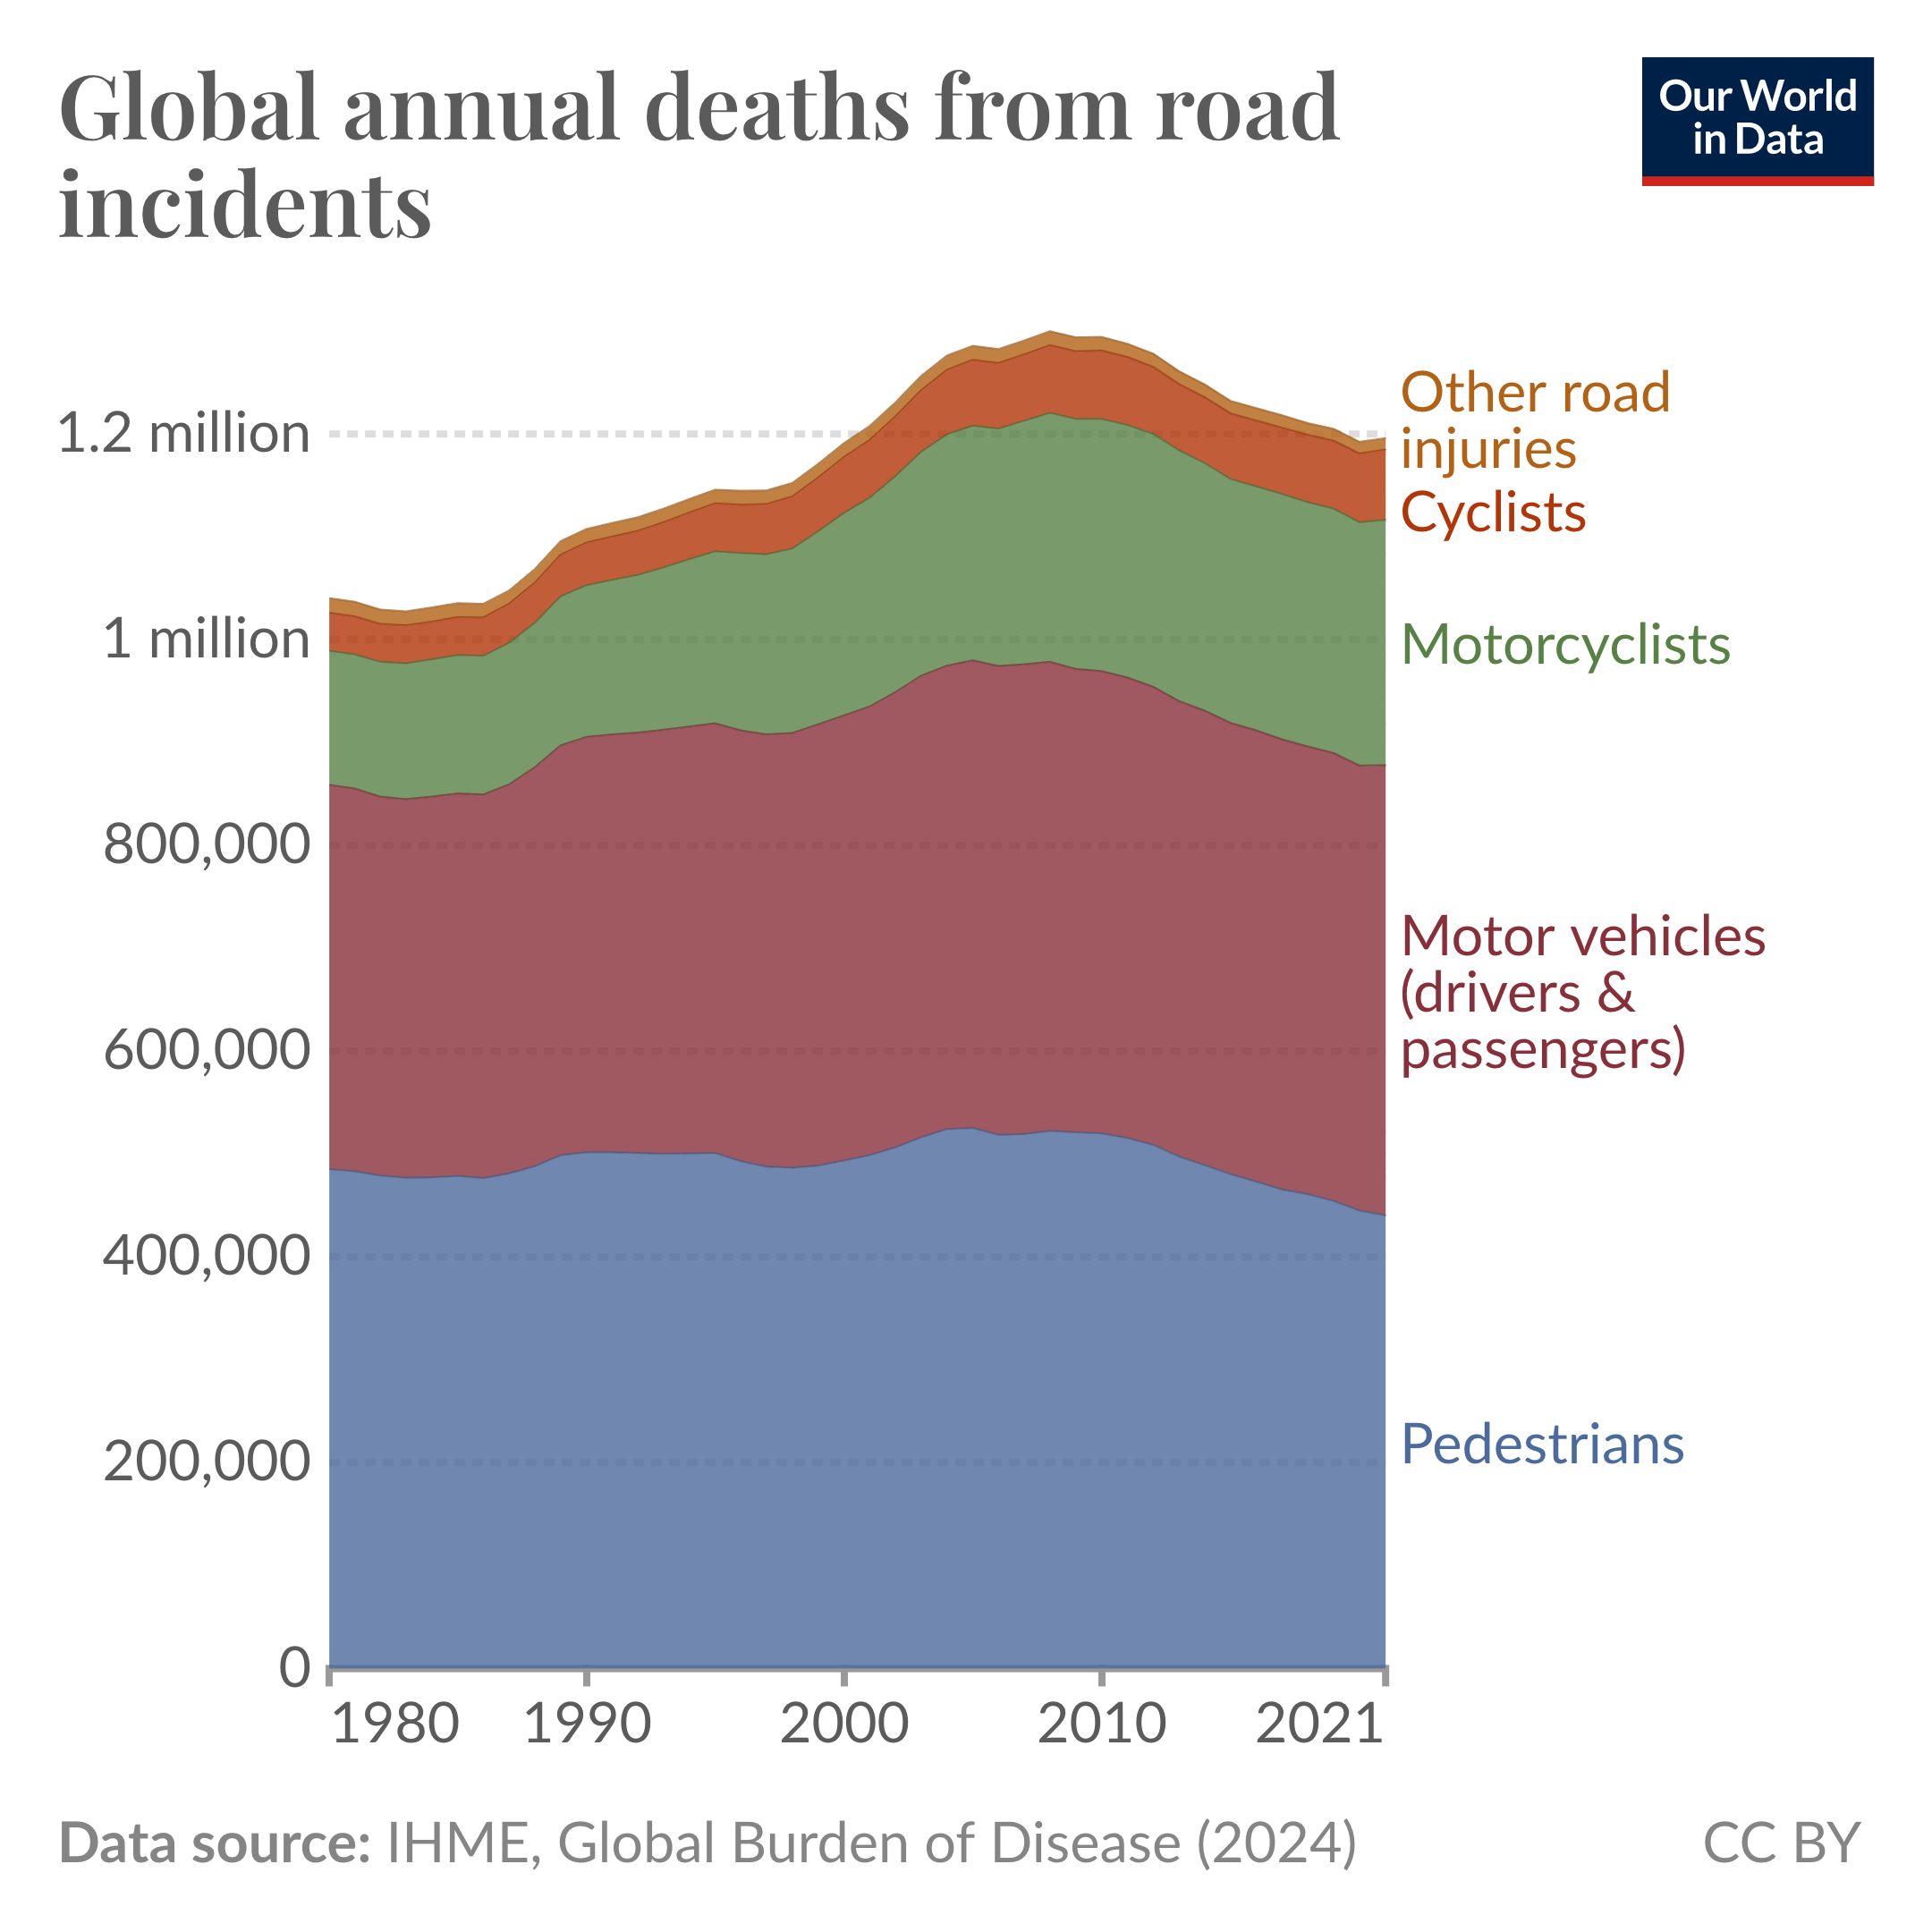 Global annual deaths from road
incidents
Our World
in Data
1.2 million
1 million
800,000
600,000
400,000
200,000
0
Other road
injuries
Cyclists
Motorcyclists
Motor vehicles
(drivers &
passengers)
Pedestrians
1980 1990 2000 2010 2021
Data source: IHME, Global Burden of Disease (2024) CC BY